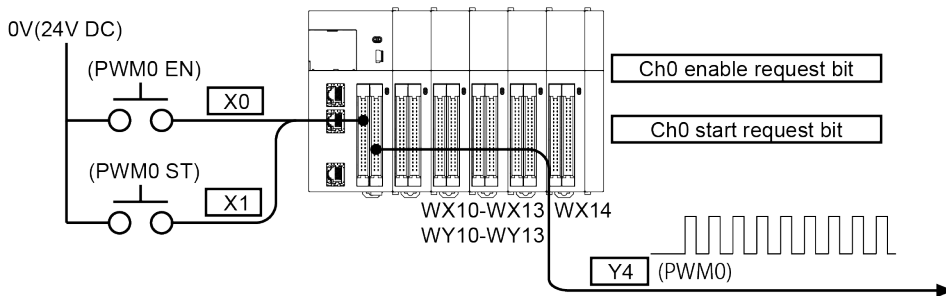 0V(24V DC)
(PWM0 EN)
X0
(PWM0 ST)
X1
Ch0 enable request bit
Ch0 start request bit
WX10-WX13 WX14
WY10-WY13
Y4 (PWM0)